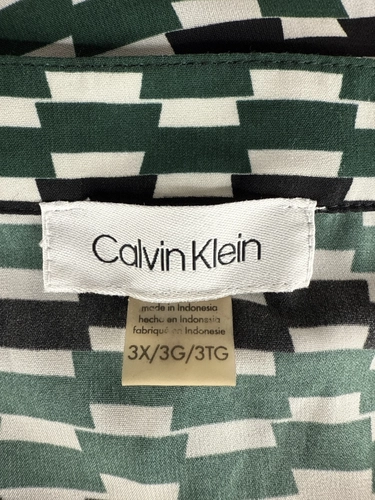 Calvin Klein
made in Indonesia
hecho en Indonesia
fabriqué en Indonesie
3X/3G/3TG